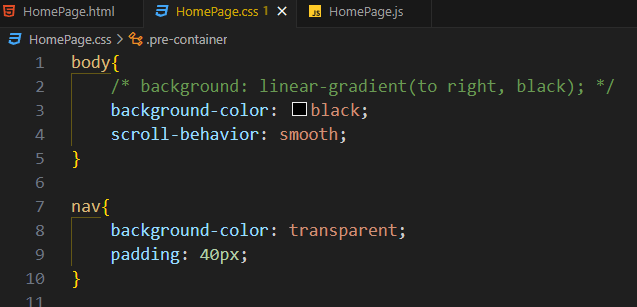 HomePage.html HomePage.css 1 × JS HomePage.js
HomePage.css > .pre-container
1 body{
2 /* background: linear-gradient(to right, black); */
3 background-color: black;
4 scroll-behavior: smooth;
5 }
6
7 nav{
8 background-color: transparent;
9 padding: 40px;
10 }
11